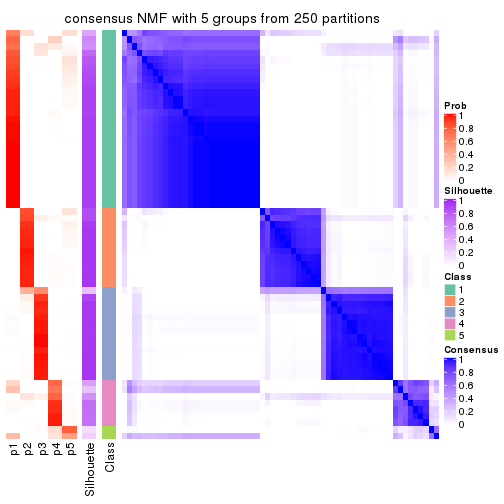 consensus NMF with 5 groups from 250 partitions
Prob
1
0.8
0.6
0.4
0.2
0
Silhouette
1
0.8
0.6
0.4
0.2
0
Class
1
2
3
4
5
Consensus
1
0.8
0.6
0.4
0.2
0
p1
p2
p3
p4
p5
Silhouette
Class